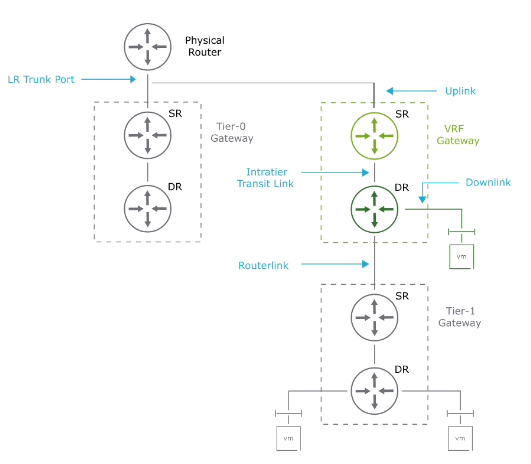 Physical
Router
LR Trunk Port
Uplink
SR
Tier-0
Gateway
SR
VRF
Gateway
Intratier
Transit Link
DR
DR
Downlink
vm
Routerlink
SR
Tier-1
Gateway
DR
vm
vm